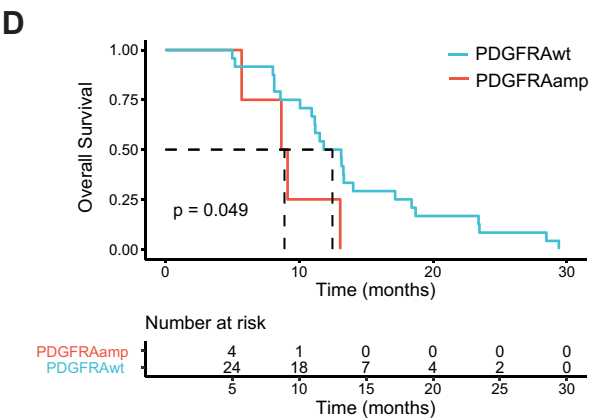 D
1.00
0.75
0.50
0.25
0.00
Overall Survival
PDGFRAwt
PDGFRAamp
p = 0.049
0 10 20 30
Time (months)
Number at risk
PDGFRAamp 4 1 0 0 0 0
PDGFRAwt 24 18 7 4 2 0
5 10 15 20 25 30
Time (months)